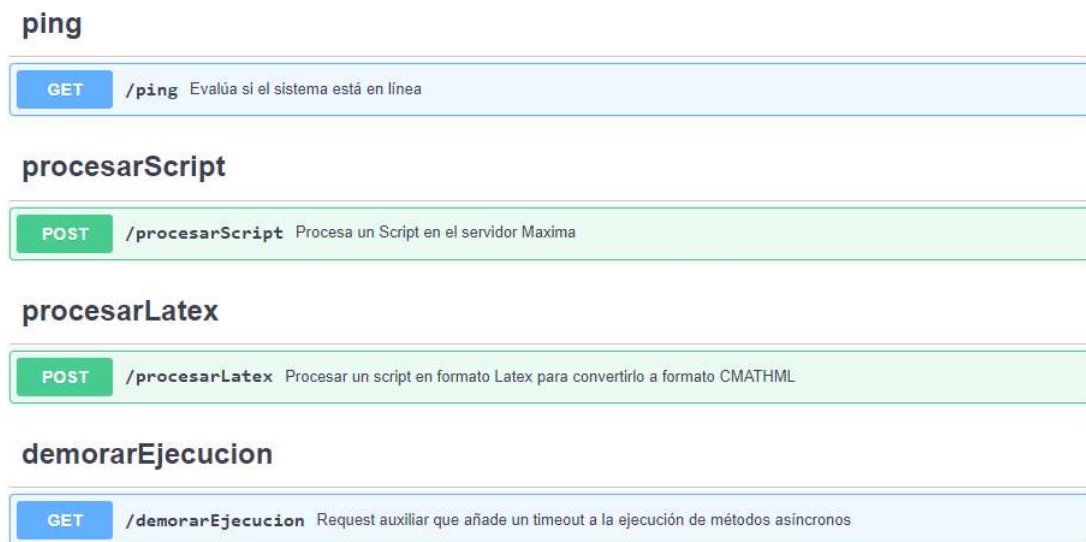 ping
GET /ping Evalúa si el sistema está en línea
procesarScript
POST /procesarScript Procesa un Script en el servidor Maxima
procesarLatex
POST /procesarLatex Procesar un script en formato Latex para convertirlo a formato CMATHML
demorarEjecucion
GET /demorarEjecucion Request auxiliar que añade un timeout a la ejecución de métodos asíncronos